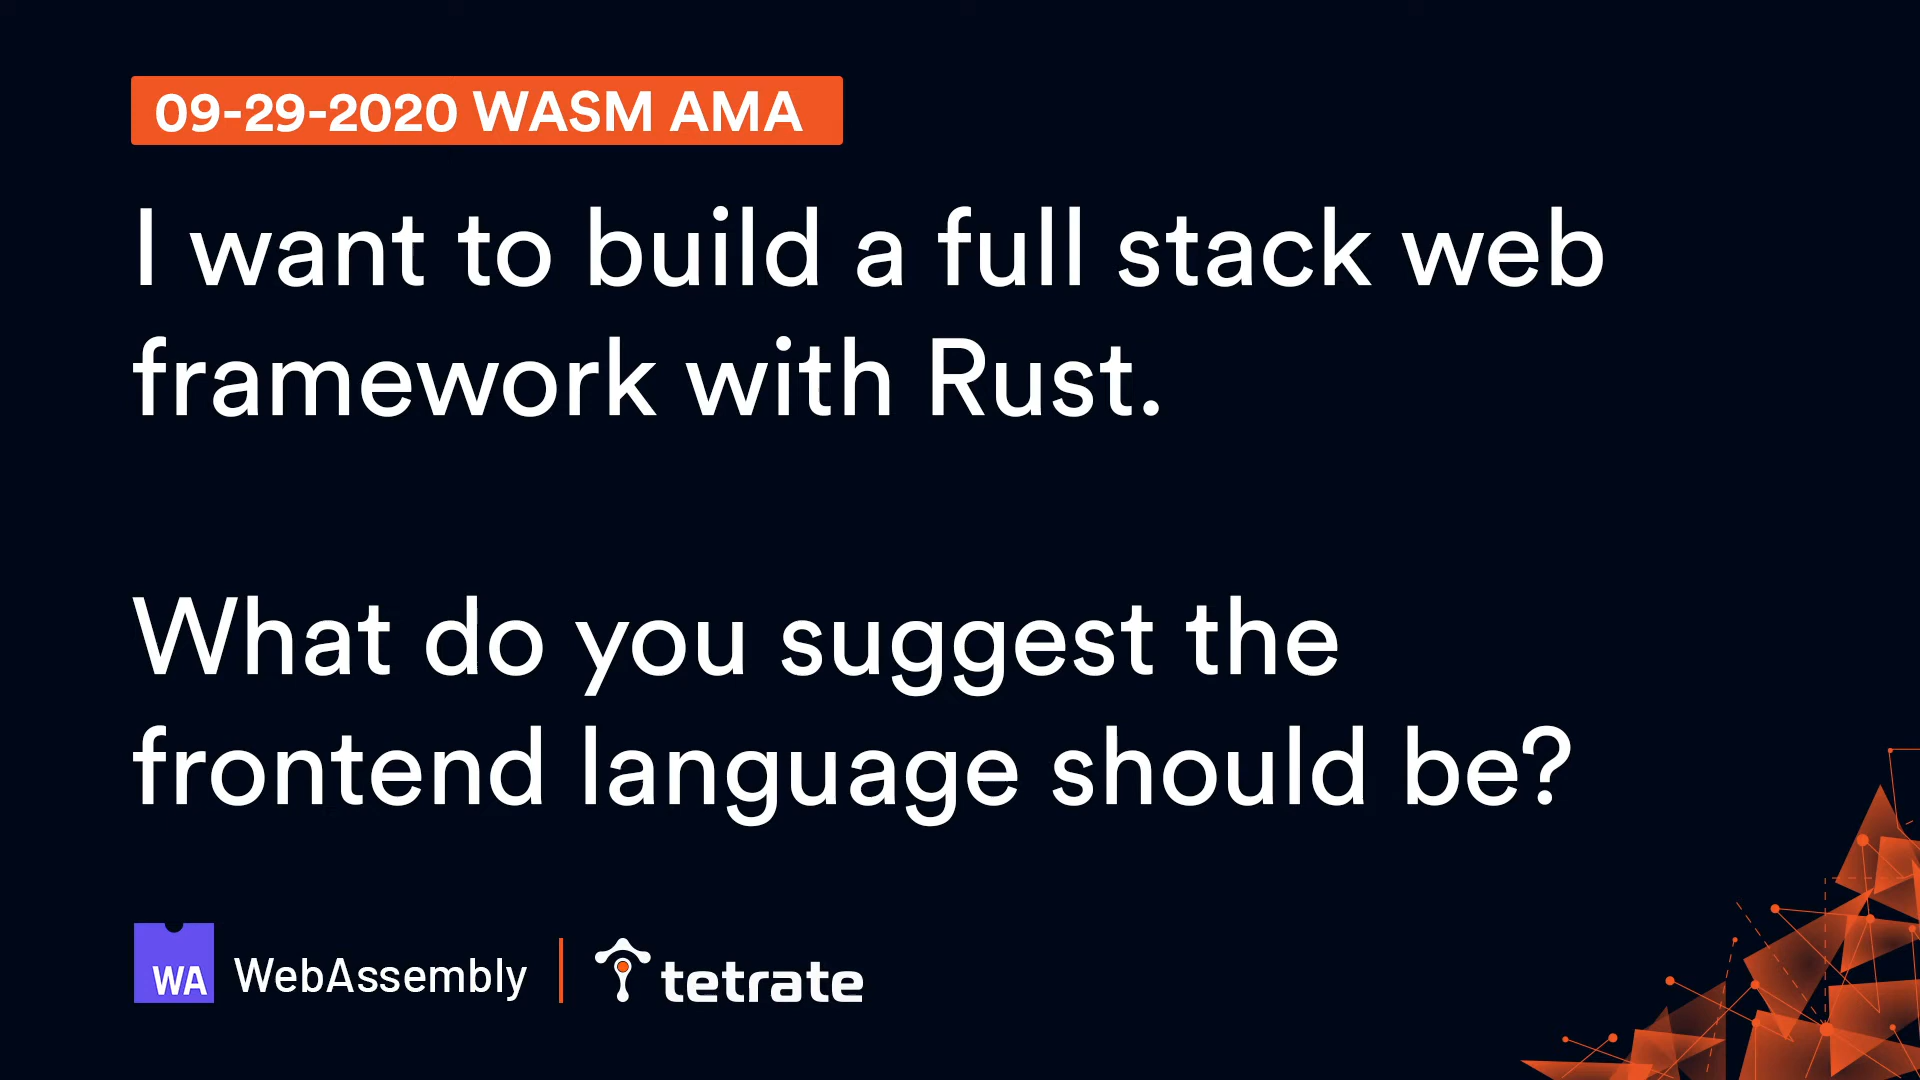 09-29-2020 WASM AMA
I want to build a full stack web
framework with Rust.
What do you suggest the
frontend language should be?
WA WebAssembly tetrate